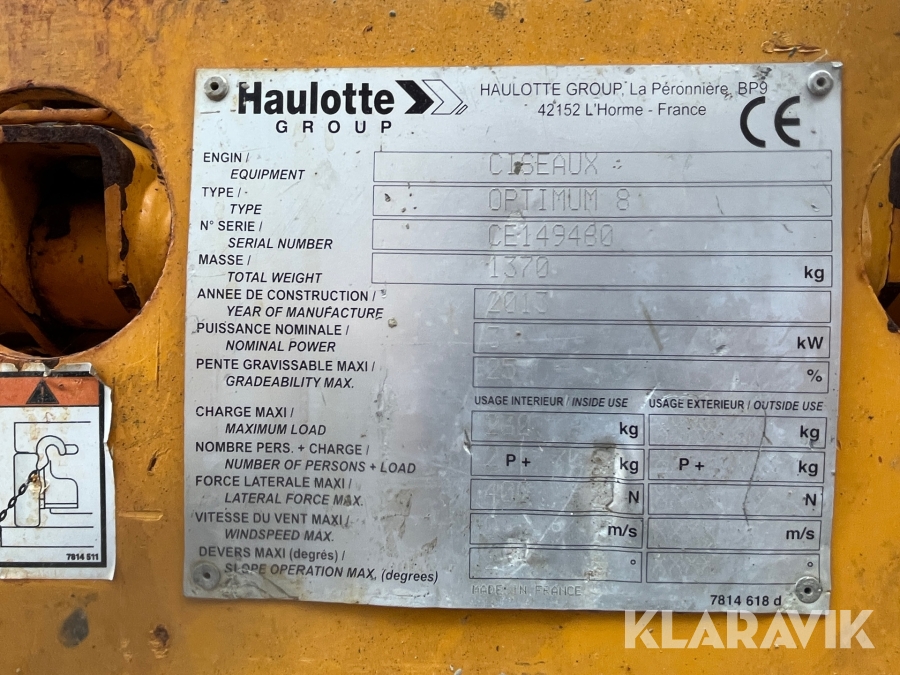 Haulotte
GROUP
HAULOTTE GROUP, La Péronnière, BP9
42152 L'Horme - France
CE
ENGIN /
EQUIPMENT
CISEAUX
TYPE /
TYPE
OPTIMUM 8
N° SERIE /
SERIAL NUMBER
CE149480
MASSE /
TOTAL WEIGHT
1370 kg
ANNEE DE CONSTRUCTION /
YEAR OF MANUFACTURE
2013
PUISSANCE NOMINALE /
NOMINAL POWER
kW
PENTE GRAVISSABLE MAXI /
GRADEABILITY MAX.
25 %
USAGE INTERIEUR / INSIDE USE USAGE EXTERIEUR / OUTSIDE USE
CHARGE MAXI /
MAXIMUM LOAD
kg kg
NOMBRE PERS. + CHARGE /
NUMBER OF PERSONS + LOAD
P + kg P + kg
FORCE LATERALE MAXI /
LATERAL FORCE MAX.
N N
VITESSE DU VENT MAXI /
WINDSPEED MAX.
m/s m/s
DEVERS MAXI (degrés) /
SLOPE OPERATION MAX. (degrees)
° °
MADE IN FRANCE
7814 618 d
7814 511
KLARAVIK